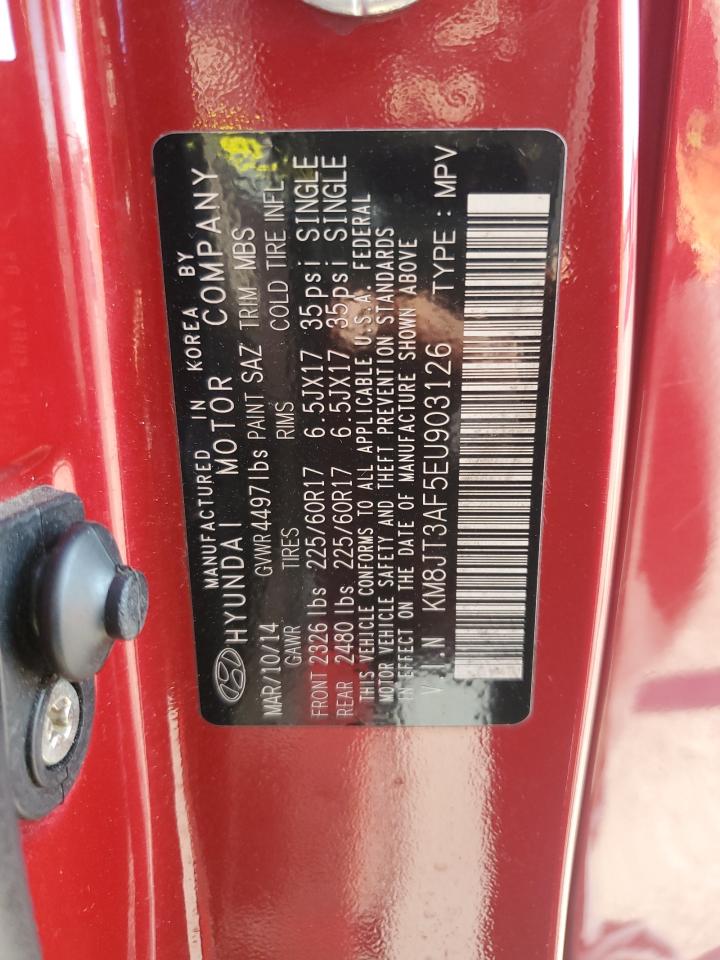 MANUFACTURED IN KOREA BY
HYUNDAI MOTOR COMPANY
MAR/10/14 GVWR 4497lbs PAINT SAZ TRIM MBS
GAWR TIRES RIMS COLD TIRE INFL
FRONT 2326 lbs 225/60R17 6.5JX17 35psi SINGLE
REAR 2480 lbs 225/60R17 6.5JX17 35psi SINGLE
THIS VEHICLE CONFORMS TO ALL APPLICABLE U.S.A. FEDERAL
MOTOR VEHICLE SAFETY AND THEFT PREVENTION STANDARDS
IN EFFECT ON DATE OF MANUFACTURE SHOWN ABOVE
V.I.N KM8JT3AF5EU903126 TYPE : MPV